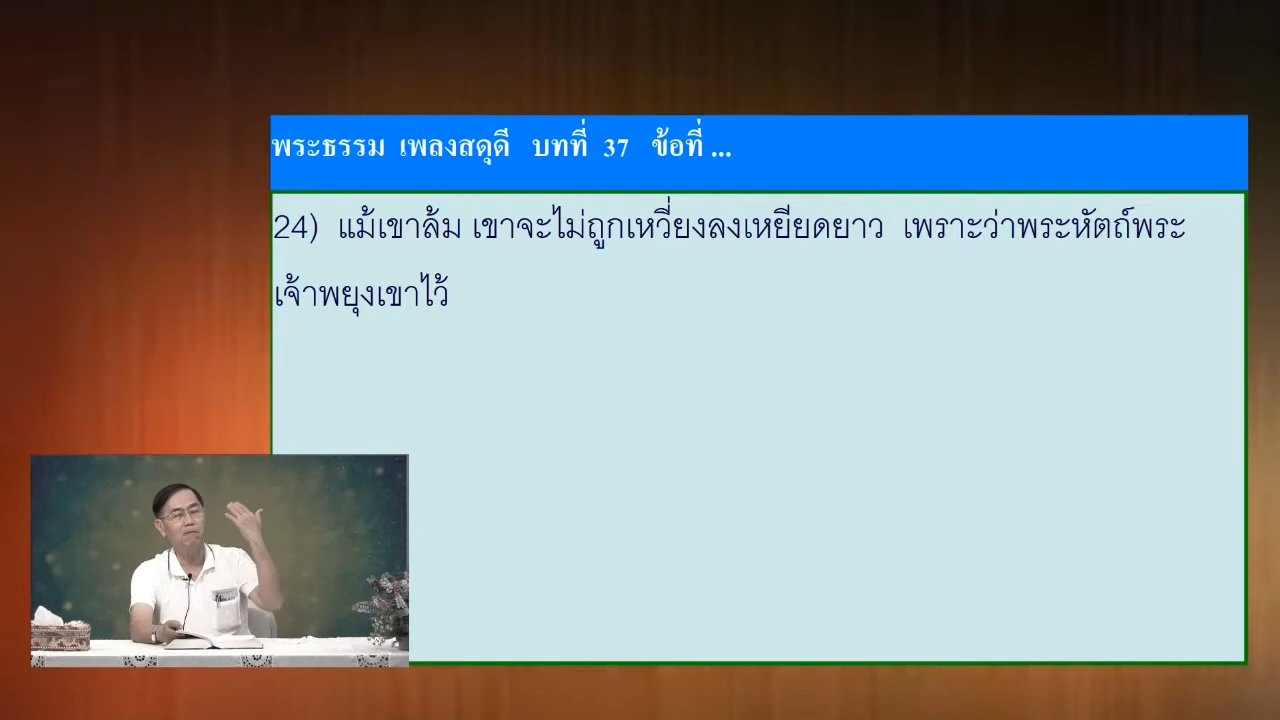 พระธรรม เพลงสดุดี บทที่ 37 ข้อที่ ...
24) แม้เขาล้ม เขาจะไม่ถูกเหวี่ยงลงเหยียดยาว เพราะว่าพระหัตถ์พระ
เจ้าพยุงเขาไว้